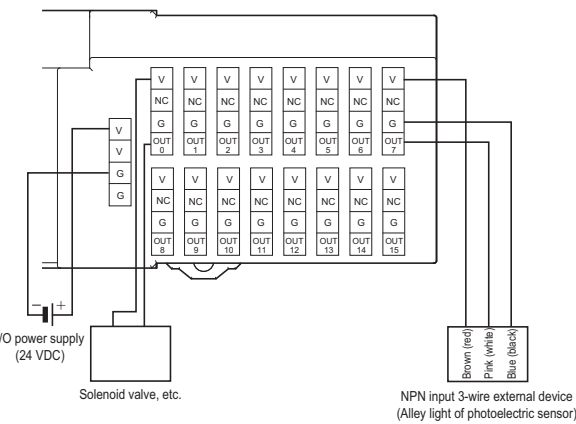 V V V V V V V V
NC NC NC NC NC NC NC NC
G G G G G G G G
OUT 0 OUT 1 OUT 2 OUT 3 OUT 4 OUT 5 OUT 6 OUT 7
V
V
G
G
V V V V V V V V
NC NC NC NC NC NC NC NC
G G G G G G G G
OUT 8 OUT 9 OUT 10 OUT 11 OUT 12 OUT 13 OUT 14 OUT 15
– +
/O power supply
(24 VDC)
Solenoid valve, etc.
Brown (red)
Pink (white)
Blue (black)
NPN input 3-wire external device
(Alley light of photoelectric sensor)